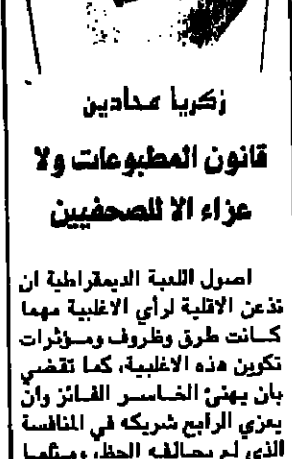 زكريا محادين
قانون المطبوعات ولا
عزاء الا للصحفيين
اصول اللعبة الديمقراطية ان
تذعن الاقلية لرأي الاغلبية مهما
كانت طرق وظروف ومؤثرات
تكوين هذه الاغلبية، كما تقضي
بان يهنئ الخاسر الفائز وان
يعزي الرابح شريكه في المنافسة
الذي لم يحالفه الحظ، ومثلما